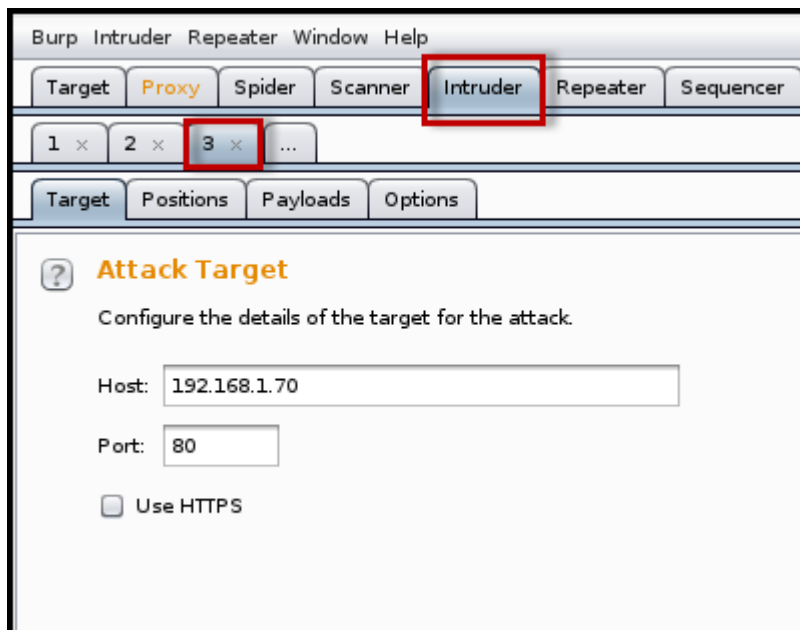 Burp Intruder Repeater Window Help
Target Proxy Spider Scanner Intruder Repeater Sequencer
1 × 2 × 3 × ...
Target Positions Payloads Options
? Attack Target
Configure the details of the target for the attack.
Host: 192.168.1.70
Port: 80
Use HTTPS